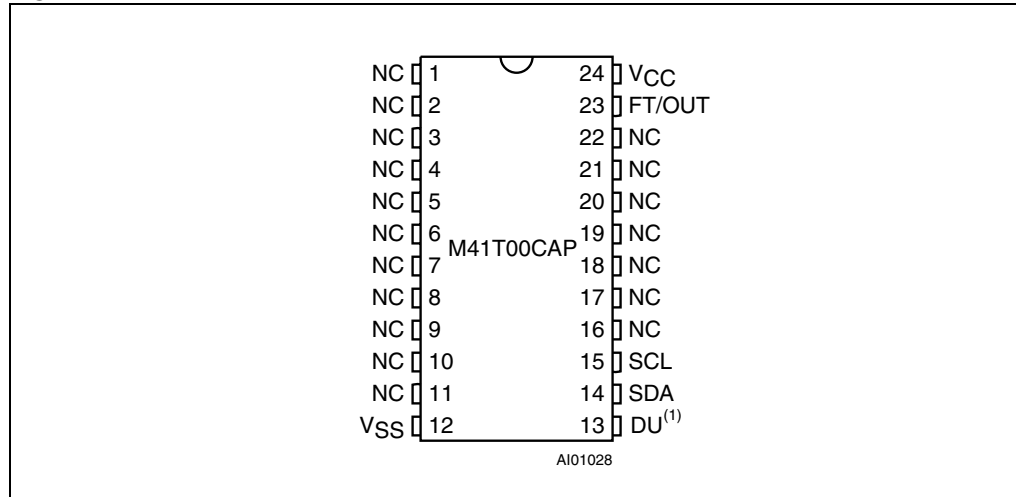 NC 1 24 VCC
NC 2 23 FT/OUT
NC 3 22 NC
NC 4 21 NC
NC 5 20 NC
NC 6 19 NC
M41T00CAP
NC 7 18 NC
NC 8 17 NC
NC 9 16 NC
NC 10 15 SCL
NC 11 14 SDA
VSS 12 13 DU(1)
AI01028